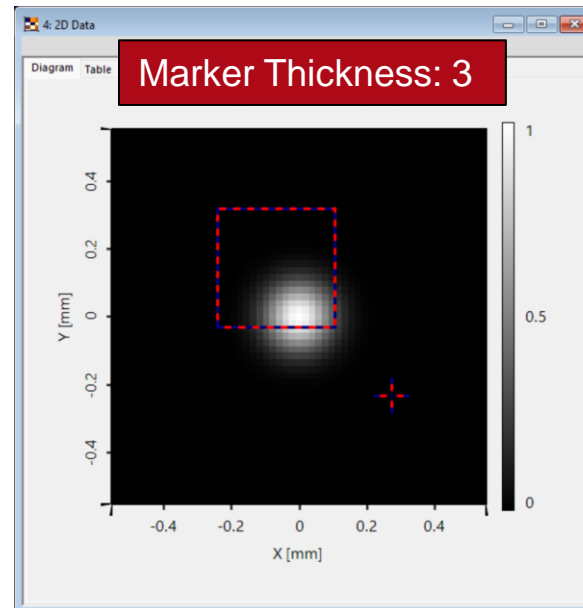 4: 2D Data
Diagram Table
Marker Thickness: 3
1
0.5
0
Y [mm]
0.4
0.2
0
-0.2
-0.4
-0.4 -0.2 0 0.2 0.4
X [mm]